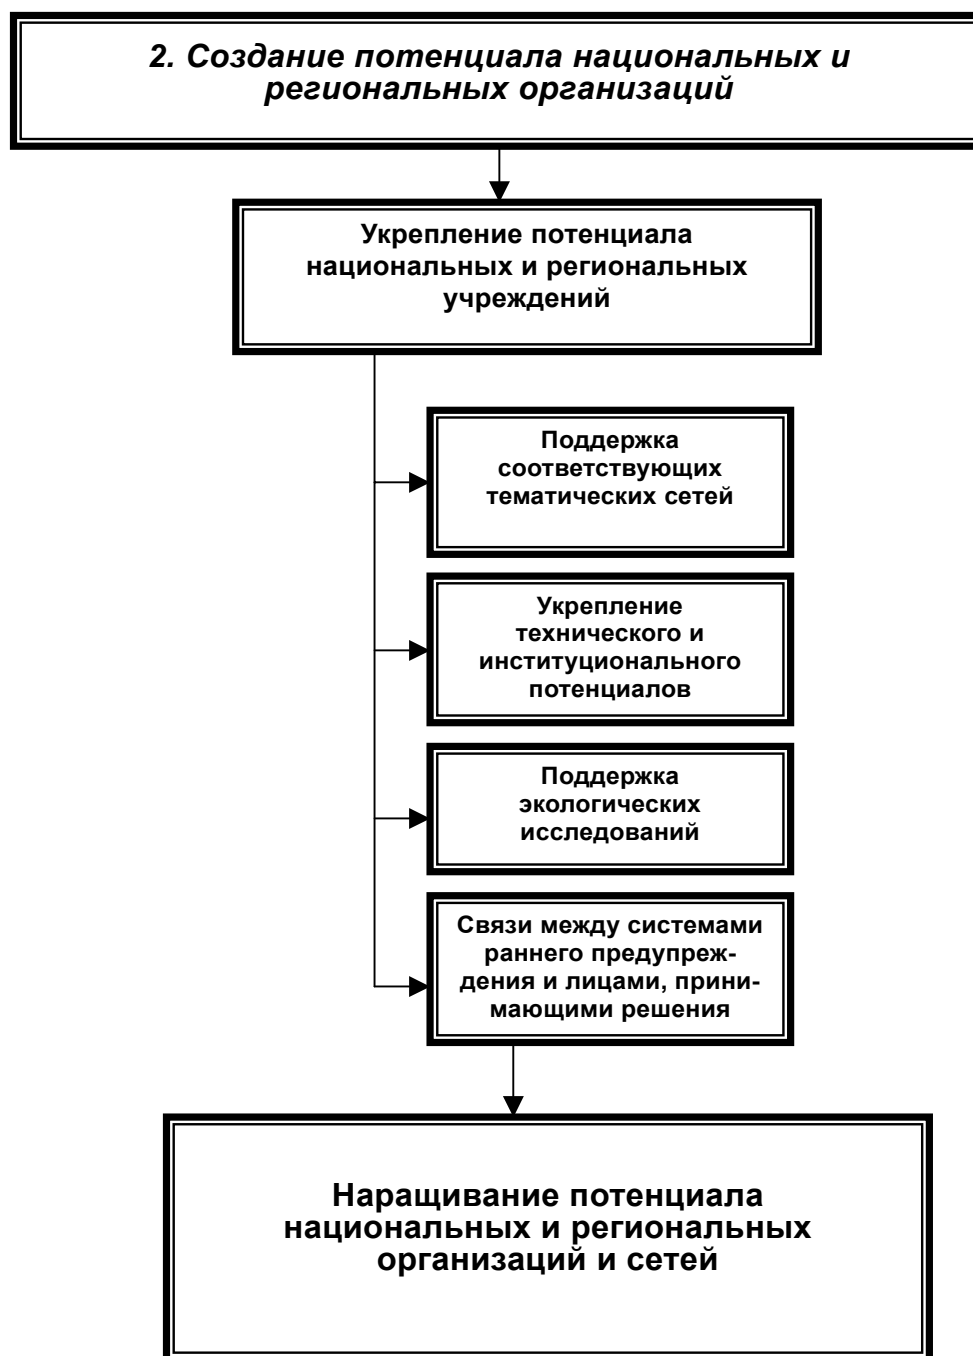 2. Создание потенциала национальных и
региональных организаций
Укрепление потенциала
национальных и региональных
учреждений
Поддержка
соответствующих
тематических сетей
Укрепление
технического и
институционального
потенциалов
Поддержка
экологических
исследований
Связи между системами
раннего предупреж-
дения и лицами, прини-
мающими решения
Наращивание потенциала
национальных и региональных
организаций и сетей